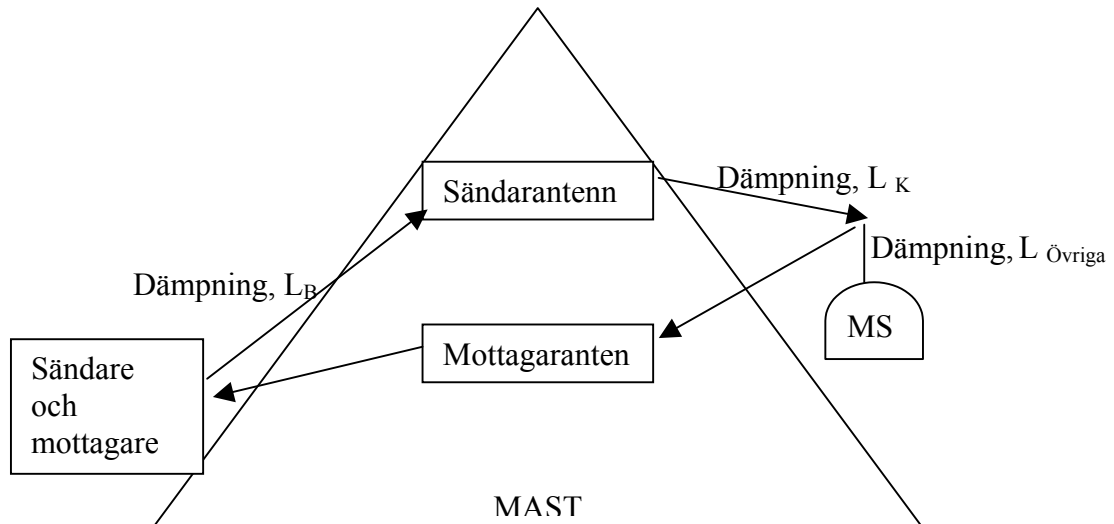 Sändarantenn
Dämpning, L K
Dämpning, L Övriga
Dämpning, LB
MS
Mottagaranten
Sändare
och
mottagare
MAST